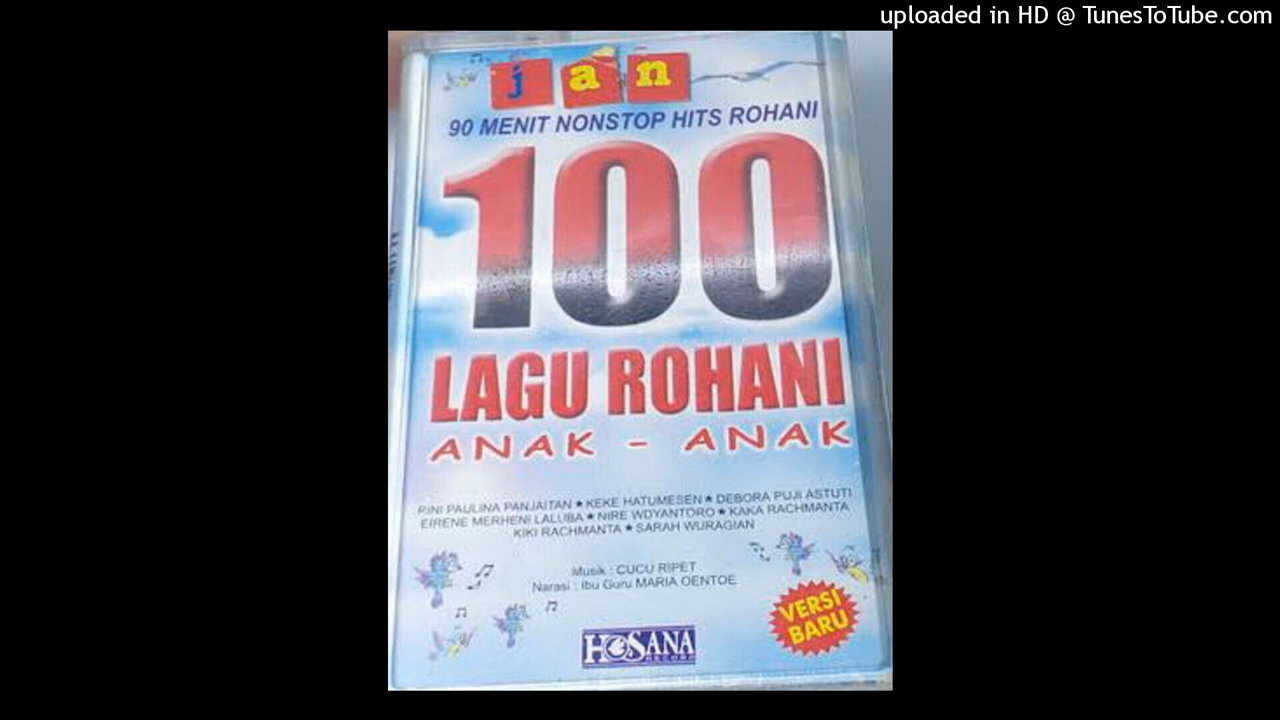 uploaded in HD @ TunesToTube.com
jan
90 MENIT NONSTOP HITS ROHANI
100
LAGU ROHANI
ANAK - ANAK
RINI PAULINA PANJAITAN ★ KEKE HATUMESEN ★ DEBORA PUJI ASTUTI
EIRENE MERHENI LALUBA ★ NIRE WDYANTORO ★ KAKA RACHMANTA
KIKI RACHMANTA ★ SARAH WURAGIAN
Musik : CUCU RIPET
Narasi : Ibu Guru MARIA OENTOE
VERSI
BARU
HOSANA
RECORD